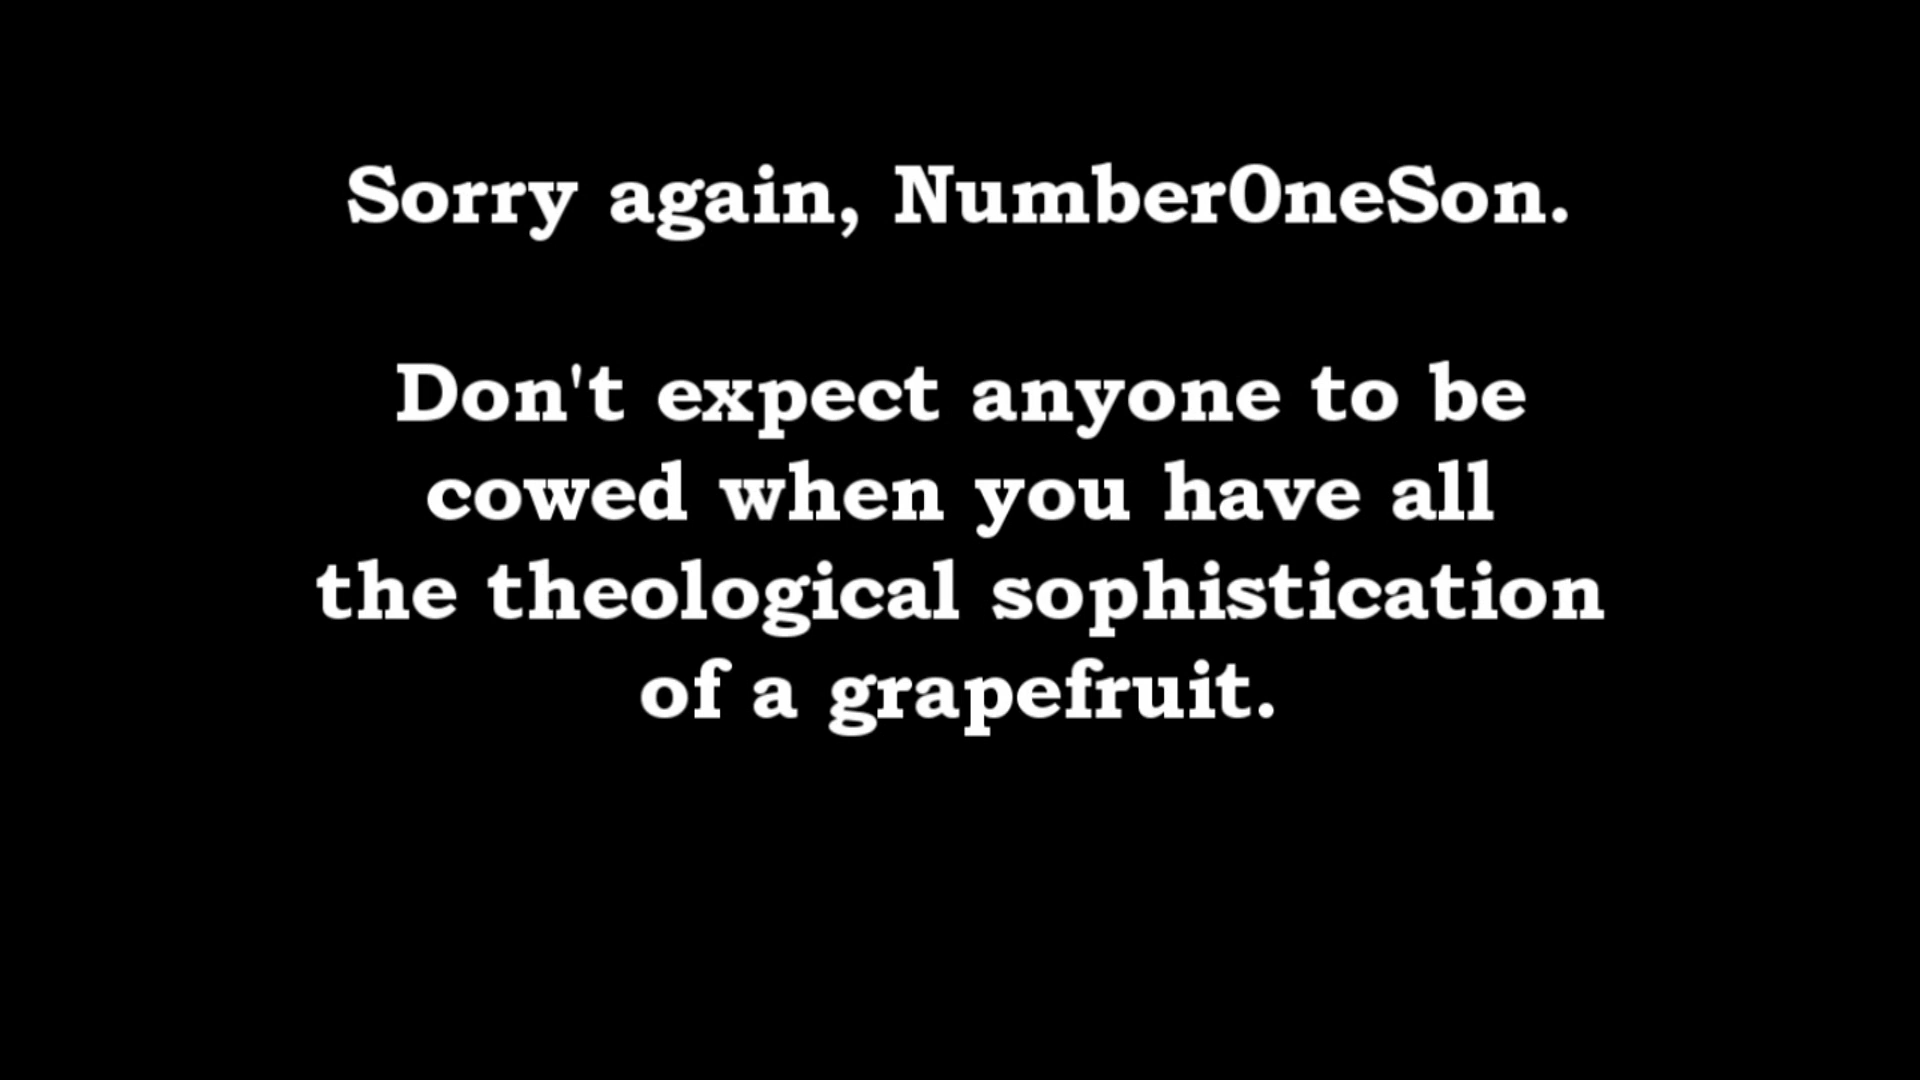 Sorry again, NumberOneSon.
Don't expect anyone to be
cowed when you have all
the theological sophistication
of a grapefruit.